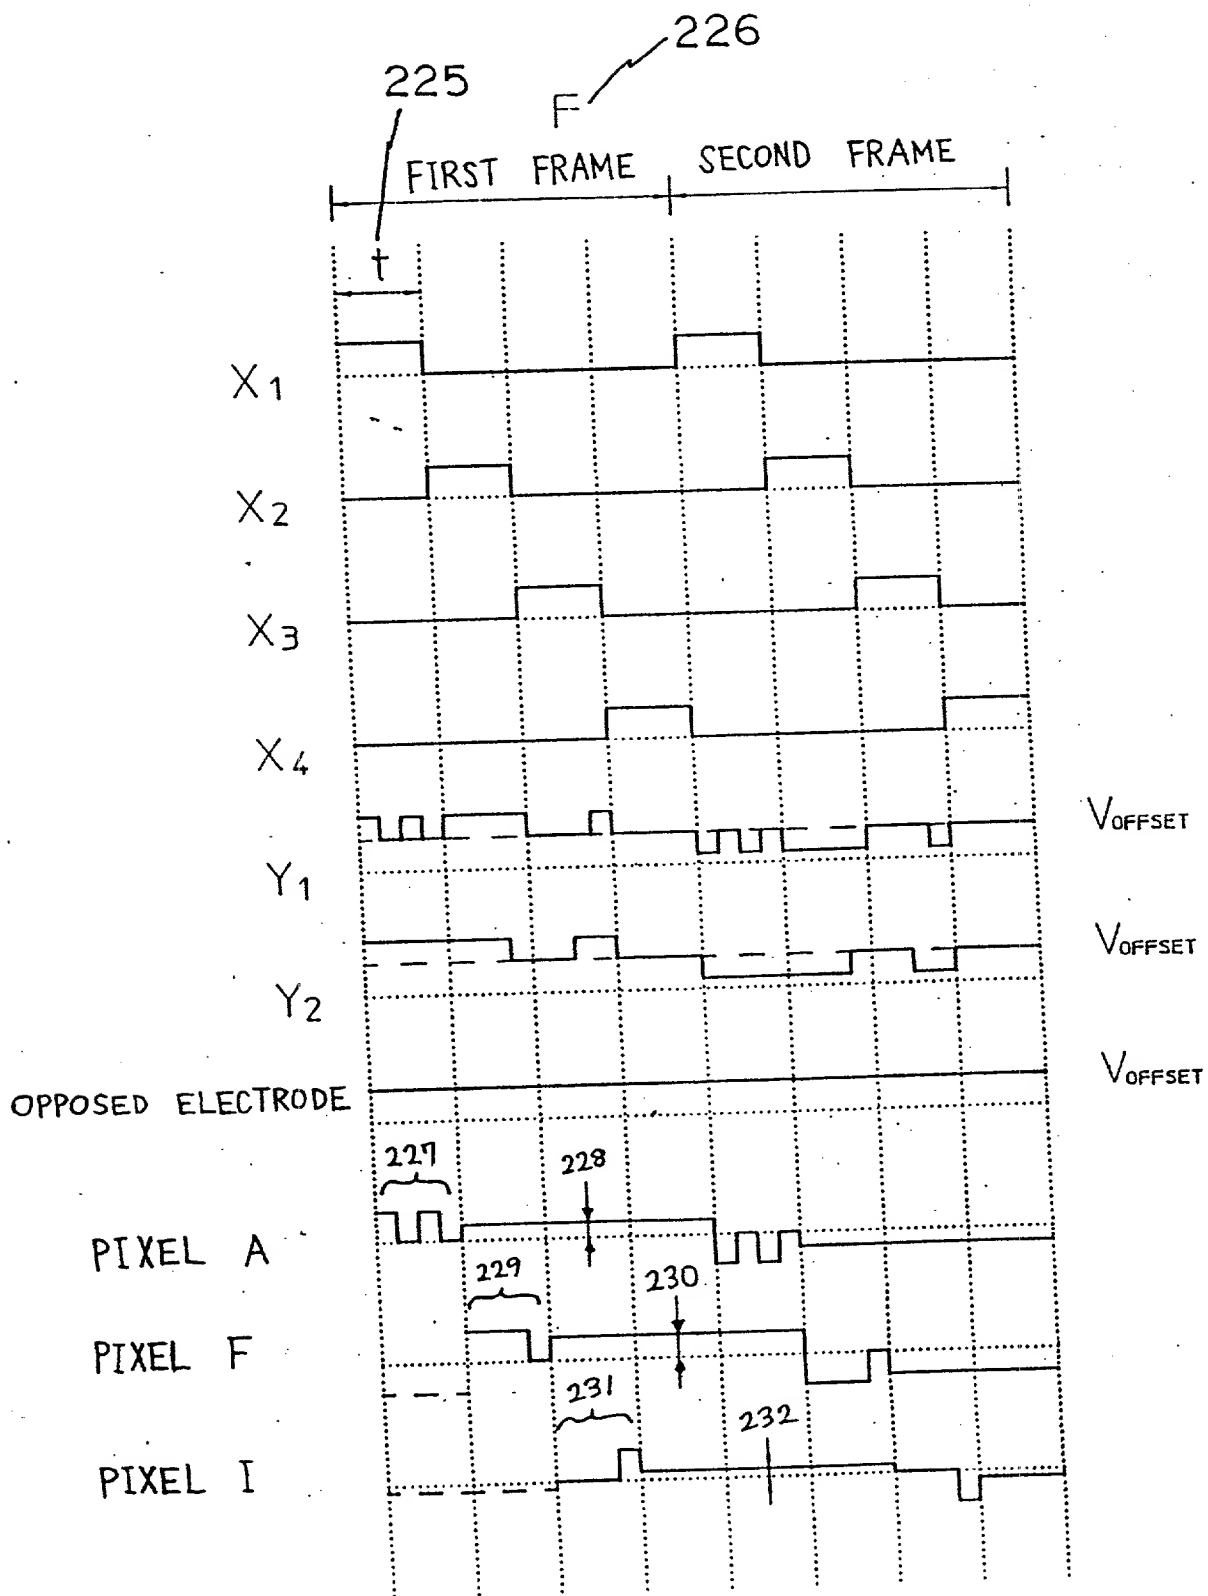 226
225
F
FIRST FRAME
SECOND FRAME
t
X1
X2
X3
X4
VOFFSET
Y1
VOFFSET
Y2
VOFFSET
OPPOSED ELECTRODE
227
228
PIXEL A
229
230
PIXEL F
231
232
PIXEL I